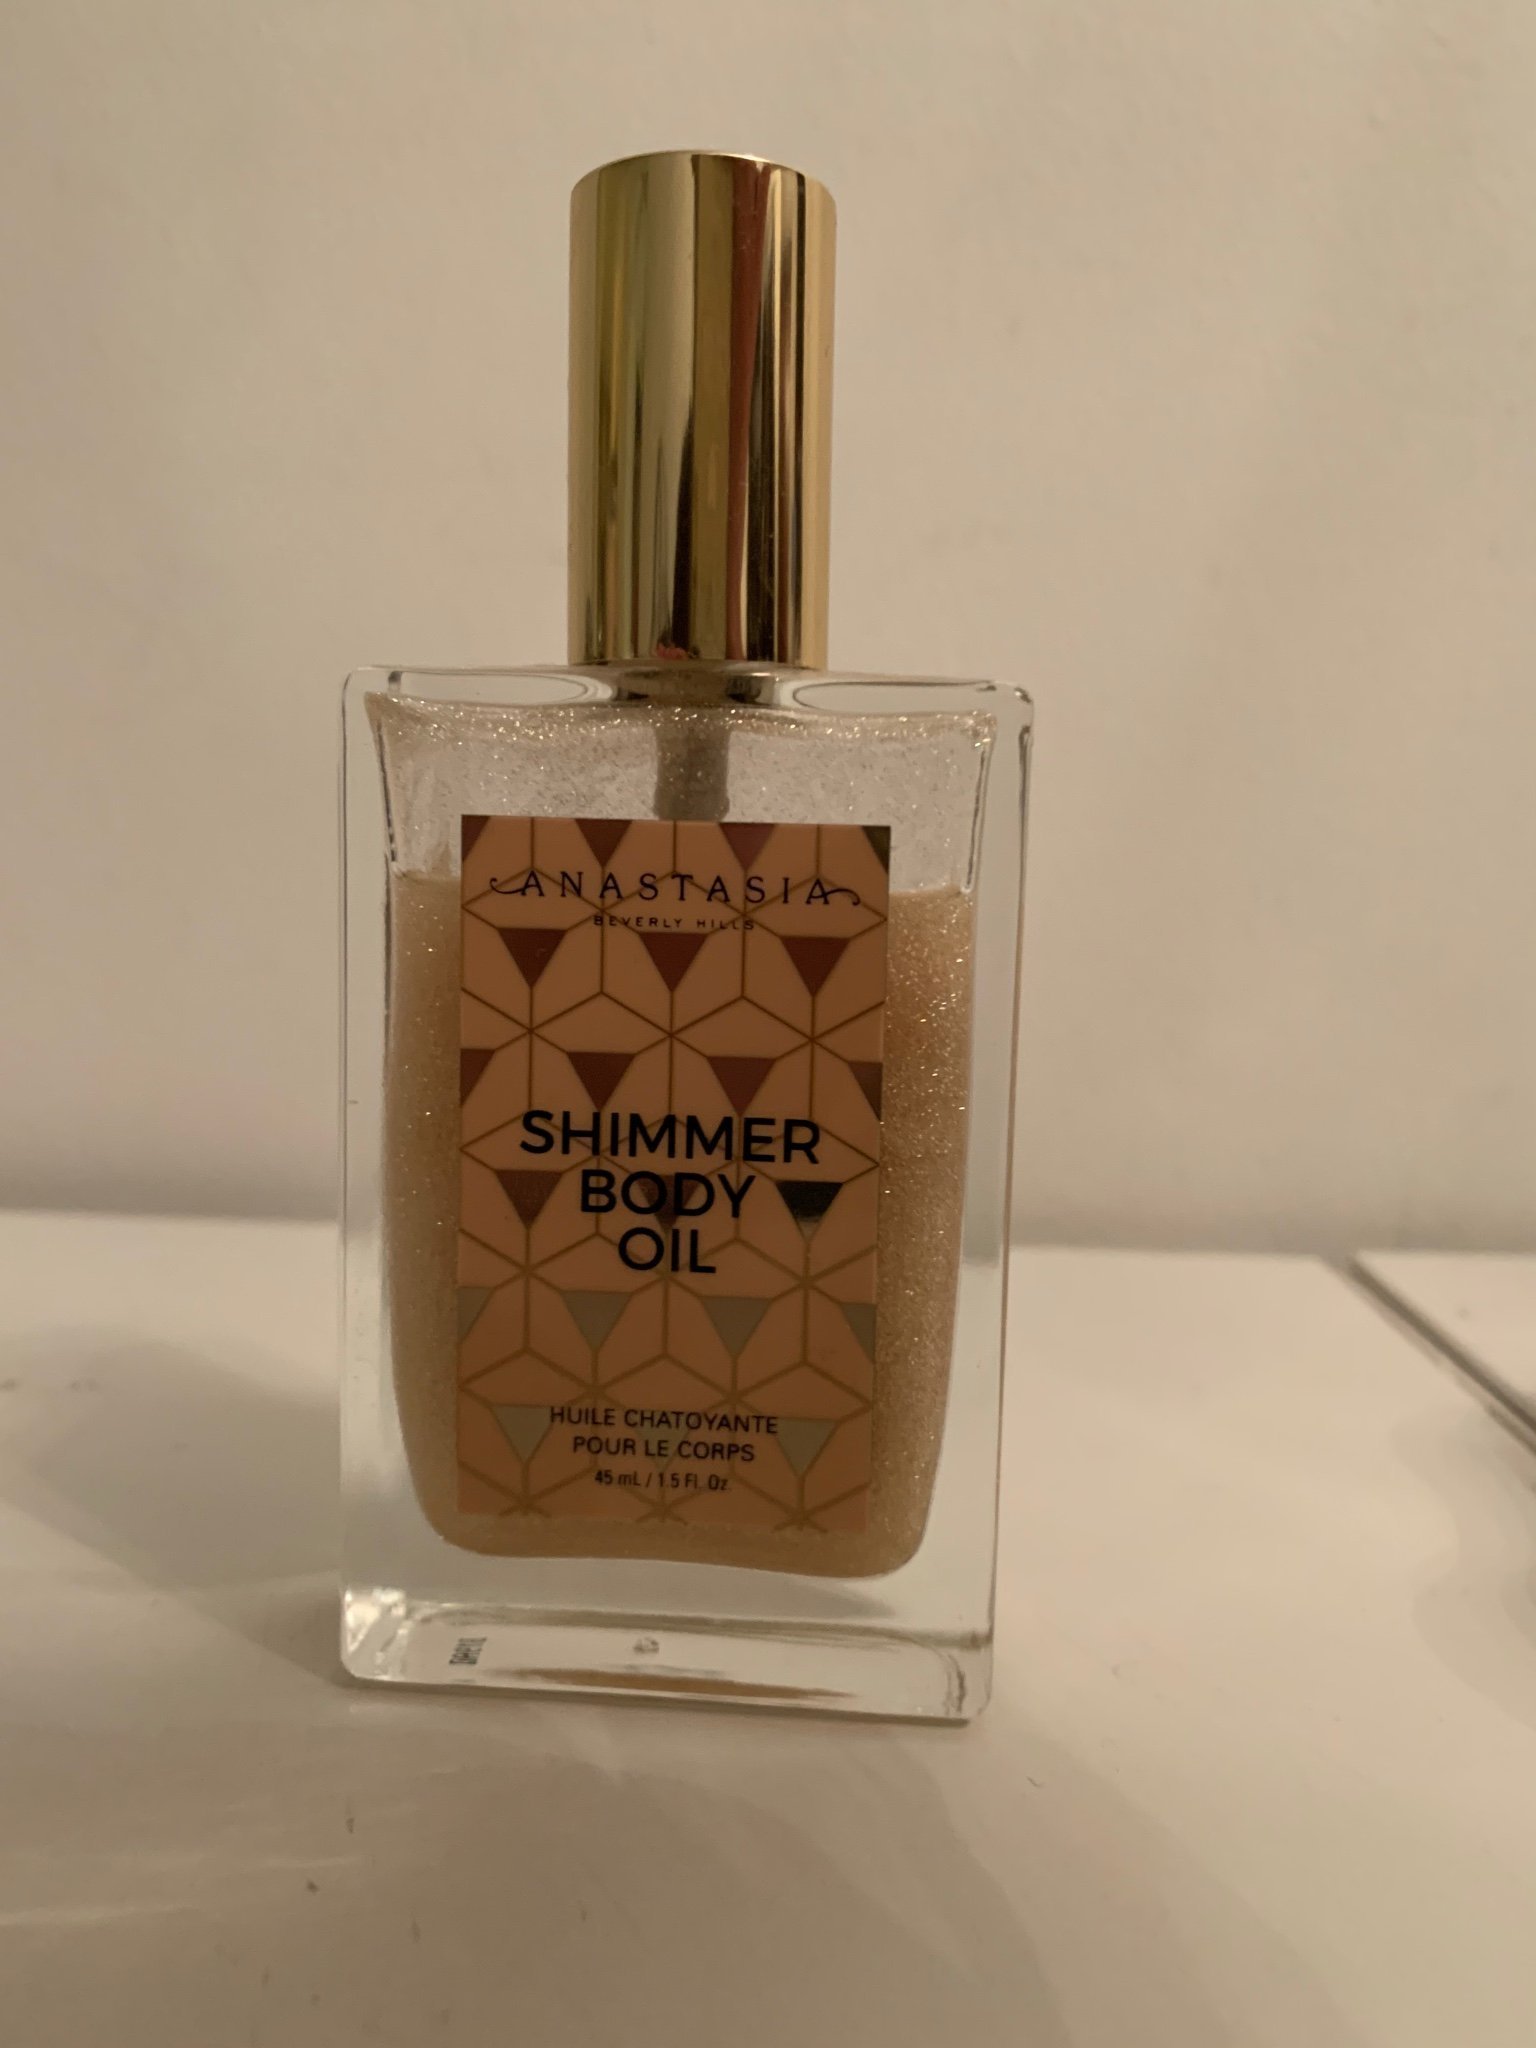 ANASTASIA
BEVERLY HILLS
SHIMMER
BODY
OIL
HUILE CHATOYANTE
POUR LE CORPS
45 mL / 1.5 Fl. Oz.